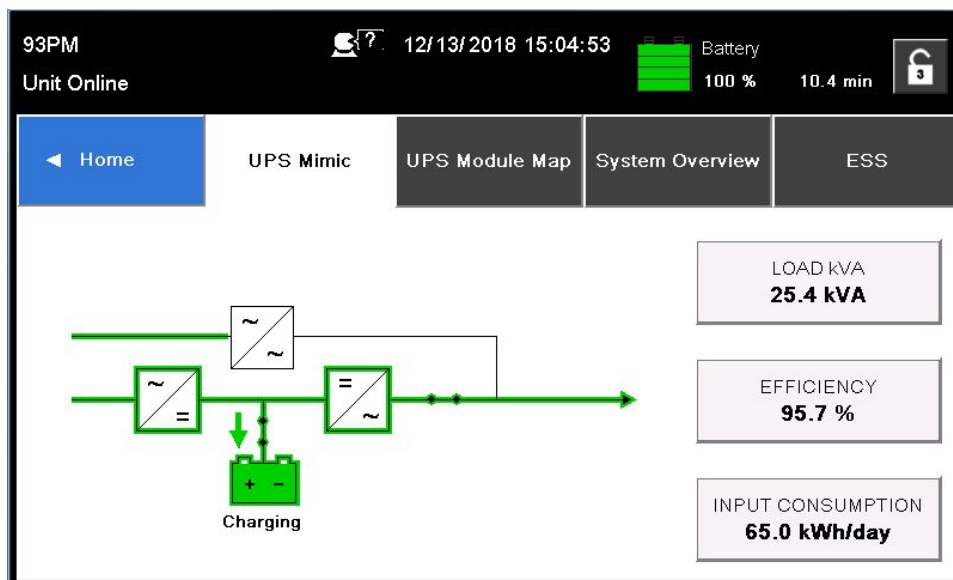 93PM
?
12/13/2018 15:04:53
Battery
Unit Online
100 %
10.4 min
3
◄ Home
UPS Mimic
UPS Module Map
System Overview
ESS
LOAD kVA
25.4 kVA
~
~
~
=
=
~
EFFICIENCY
95.7 %
+ -
Charging
INPUT CONSUMPTION
65.0 kWh/day